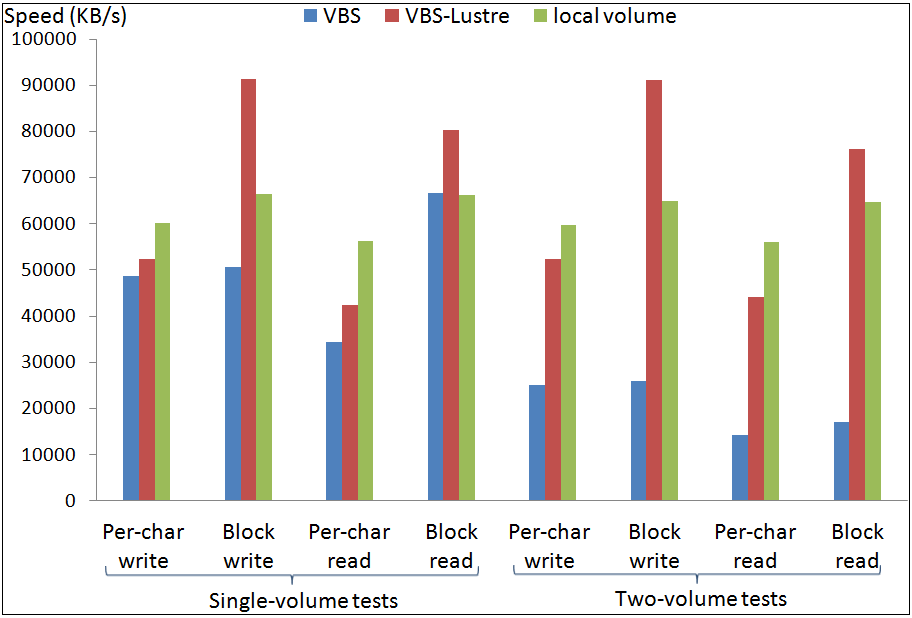 Speed (KB/s) VBS VBS-Lustre local volume
100000
90000
80000
70000
60000
50000
40000
30000
20000
10000
0
Per-char Block Per-char Block Per-char Block Per-char Block
write write read read write write read read
Single-volume tests Two-volume tests